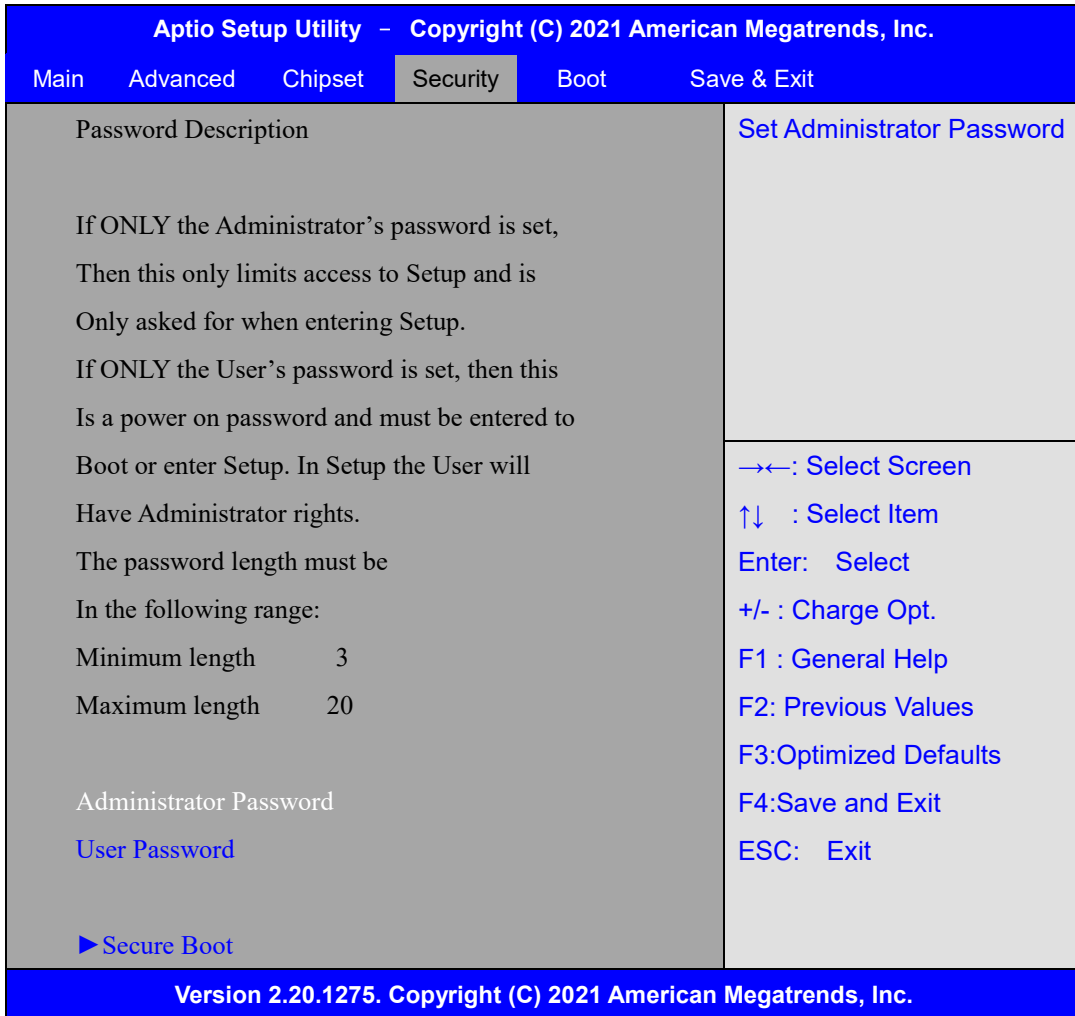 Aptio Setup Utility – Copyright (C) 2021 American Megatrends, Inc.
Main Advanced Chipset Security Boot Save & Exit
Password Description
If ONLY the Administrator’s password is set,
Then this only limits access to Setup and is
Only asked for when entering Setup.
If ONLY the User’s password is set, then this
Is a power on password and must be entered to
Boot or enter Setup. In Setup the User will
Have Administrator rights.
The password length must be
In the following range:
Minimum length 3
Maximum length 20
Administrator Password
User Password
►Secure Boot
Set Administrator Password
→←: Select Screen
↑↓ : Select Item
Enter: Select
+/- : Charge Opt.
F1 : General Help
F2: Previous Values
F3:Optimized Defaults
F4:Save and Exit
ESC: Exit
Version 2.20.1275. Copyright (C) 2021 American Megatrends, Inc.